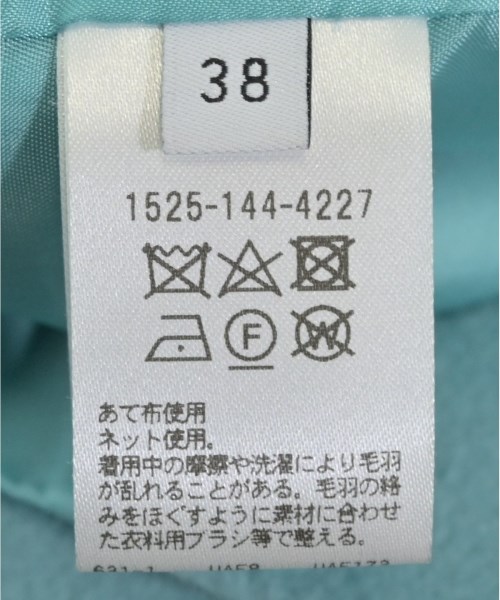 38
1525-144-4227
F
W
あて布使用
ネット使用。
着用中の摩擦や洗濯により毛羽
が乱れることがある。毛羽の絡
みをほぐすように素材に合わせ
た衣料用ブラシ等で整える。